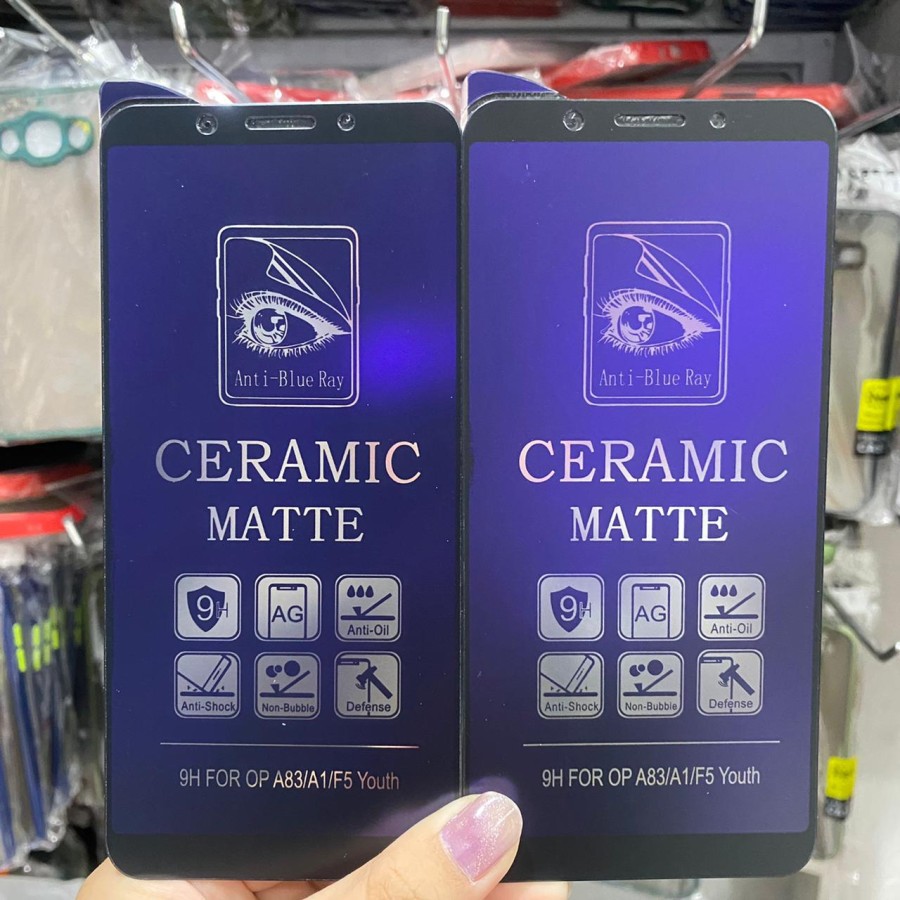 Anti-Blue Ray
CERAMIC
MATTE
9H
AG
Anti-Oil
Anti-Shock
Non-Bubble
Defense
9H FOR OP A83/A1/F5 Youth
Anti-Blue Ray
CERAMIC
MATTE
9H
AG
Anti-Oil
Anti-Shock
Non-Bubble
Defense
9H FOR OP A83/A1/F5 Youth